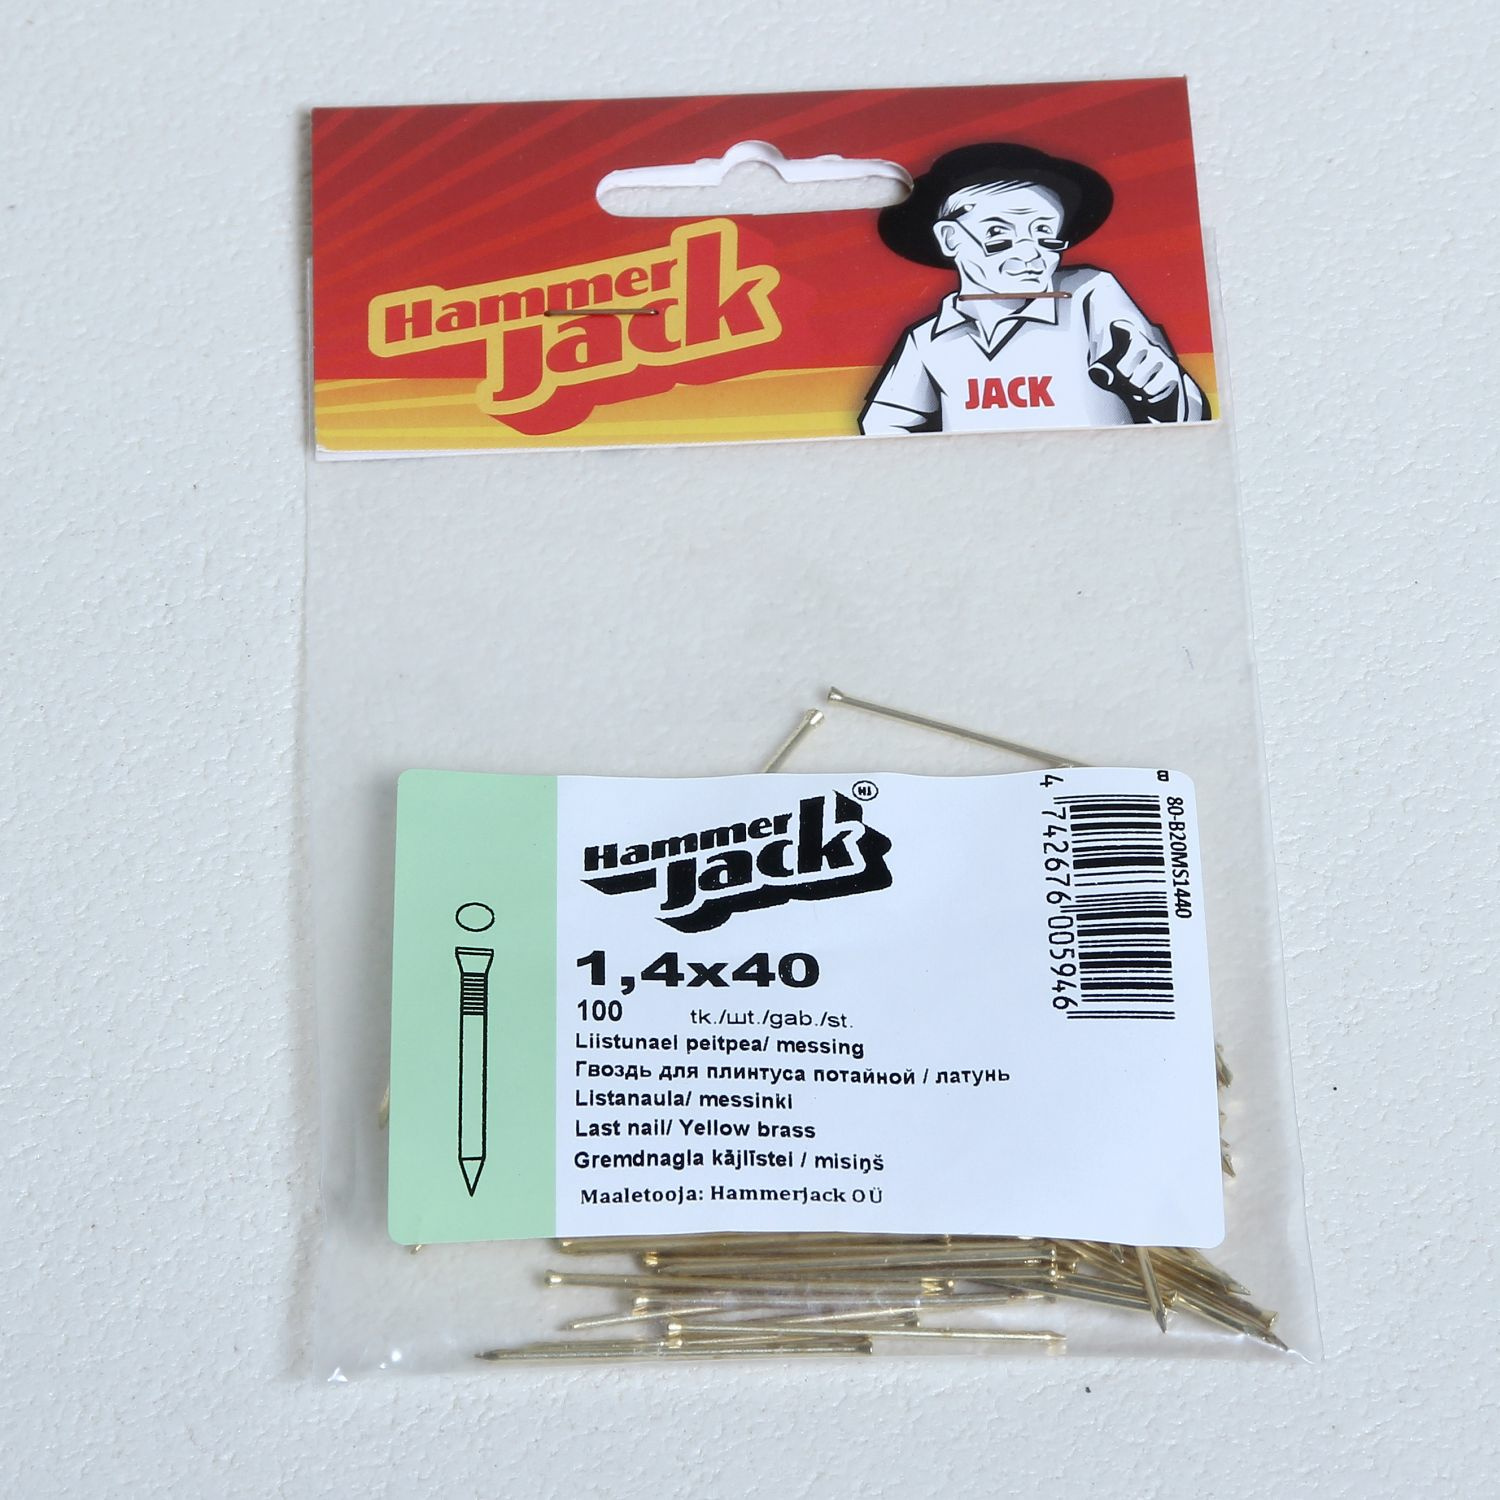 Hammer
Jack
JACK
Hammer
Jack
TM
1,4x40
100 tk./шт./gab./st.
Liistunael peitpea/ messing
Гвоздь для плинтуса потайной / латунь
Listanaula/ messinki
Last nail/ Yellow brass
Gremdnagla kājlīstei / misiņš
Maaletooja: Hammerjack OÜ
B 80-B20MS1440
4 742676 005946